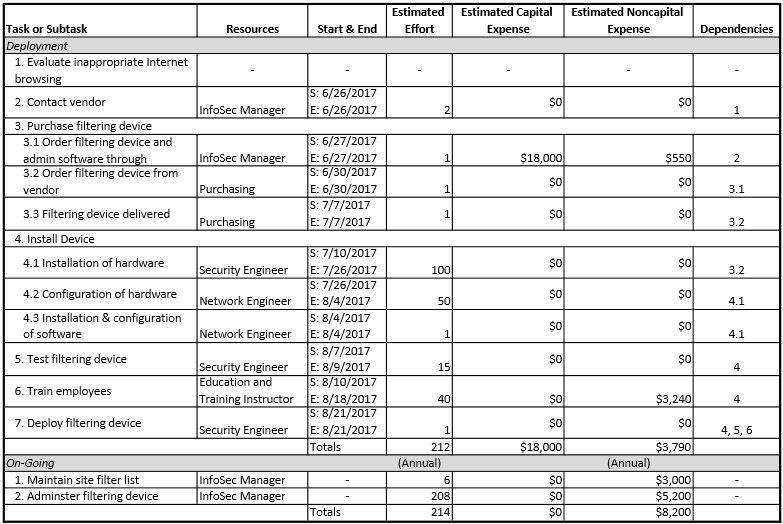 Task or Subtask Resources Start & End Estimated Effort Estimated Capital Expense Estimated Noncapital Expense Dependencies
Deployment
1. Evaluate inappropriate Internet browsing - - - - - -
2. Contact vendor InfoSec Manager S: 6/26/2017 E: 6/26/2017 2 $0 $0 1
3. Purchase filtering device
3.1 Order filtering device and admin software through InfoSec Manager S: 6/27/2017 E: 6/27/2017 1 $18,000 $550 2
3.2 Order filtering device from vendor Purchasing S: 6/30/2017 E: 6/30/2017 1 $0 $0 3.1
3.3 Filtering device delivered Purchasing S: 7/7/2017 E: 7/7/2017 1 $0 $0 3.2
4. Install Device
4.1 Installation of hardware Security Engineer S: 7/10/2017 E: 7/26/2017 100 $0 $0 3.2
4.2 Configuration of hardware Network Engineer S: 7/26/2017 E: 8/4/2017 50 $0 $0 4.1
4.3 Installation & configuration of software Network Engineer S: 8/4/2017 E: 8/4/2017 1 $0 $0 4.1
5. Test filtering device Security Engineer S: 8/7/2017 E: 8/9/2017 15 $0 $0 4
6. Train employees Education and Training Instructor S: 8/10/2017 E: 8/18/2017 40 $0 $3,240 4
7. Deploy filtering device Security Engineer S: 8/21/2017 E: 8/21/2017 1 $0 $0 4, 5, 6
Totals 212 $18,000 $3,790
On-Going (Annual) (Annual)
1. Maintain site filter list InfoSec Manager - 6 $0 $3,000 -
2. Adminster filtering device InfoSec Manager - 208 $0 $5,200 -
Totals 214 $0 $8,200